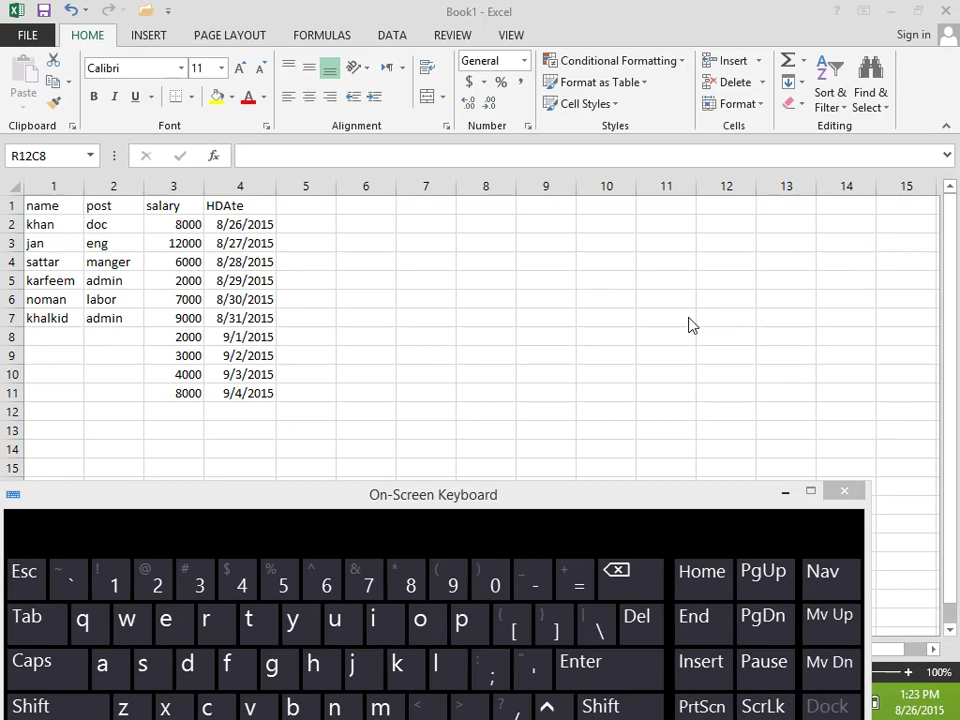 Book1 - Excel
FILE HOME INSERT PAGE LAYOUT FORMULAS DATA REVIEW VIEW Sign in
Paste
Calibri 11
B I U A
General
$ % ,
Conditional Formatting
Format as Table
Cell Styles
Insert
Delete
Format
Sort & Filter
Find & Select
Clipboard Font Alignment Number Styles Cells Editing
R12C8 fx
1 2 3 4 5 6 7 8 9 10 11 12 13 14 15
1 name post salary HDAte
2 khan doc 8000 8/26/2015
3 jan eng 12000 8/27/2015
4 sattar manger 6000 8/28/2015
5 karfeem admin 2000 8/29/2015
6 noman labor 7000 8/30/2015
7 khalkid admin 9000 8/31/2015
8 2000 9/1/2015
9 3000 9/2/2015
10 4000 9/3/2015
11 8000 9/4/2015
12
13
14
15
On-Screen Keyboard
Esc ~ ` ! 1 @ 2 # 3 $ 4 % 5 ^ 6 & 7 * 8 ( 9 ) 0 _ - + = Home PgUp Nav
Tab q w e r t y u i o p { [ } ] | \ Del End PgDn Mv Up
Caps a s d f g h j k l : ; " ' Enter Insert Pause Mv Dn
Shift z x c v b n m < , > . ? / Shift PrtScn ScrLk Dock
100%
1:23 PM
8/26/2015